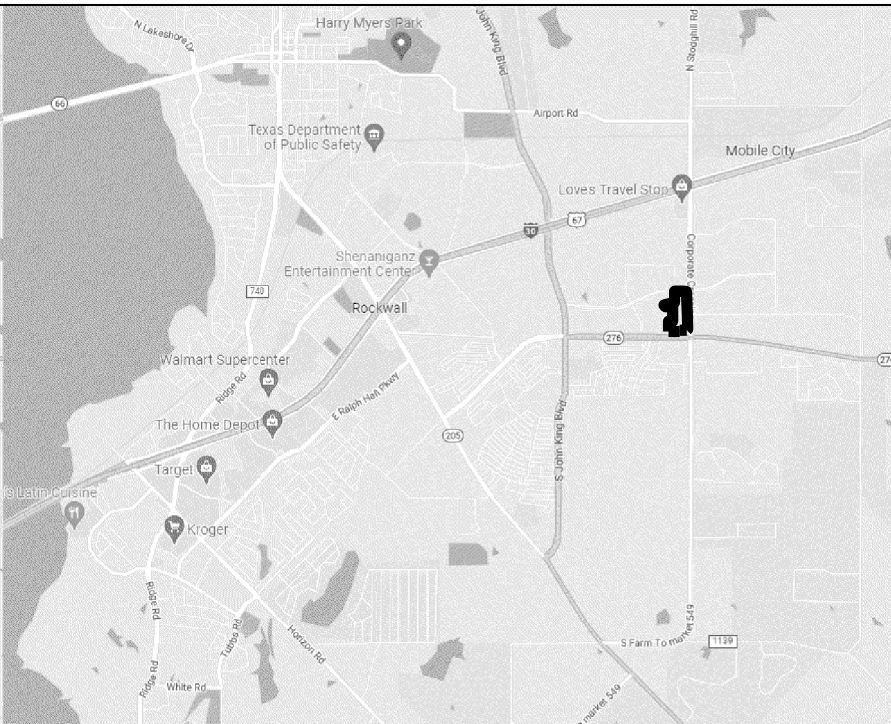 Harry Myers Park
N Lakeshore Dr
John King Blvd
N Stodghill Rd
66
Airport Rd
Texas Department
of Public Safety
Mobile City
Love's Travel Stop
67
30
Shenaniganz
Entertainment Center
Corporate
740
Rockwall
276
Walmart Supercenter
Ridge Rd
E Ralph Hall Pkwy
The Home Depot
205
S John King Blvd
Target
's Latin Cuisine
Kroger
Ridge Rd
Tubbs Rd
Horizon Rd
S Farm To market 549
1139
Ridge Rd
White Rd
market 549